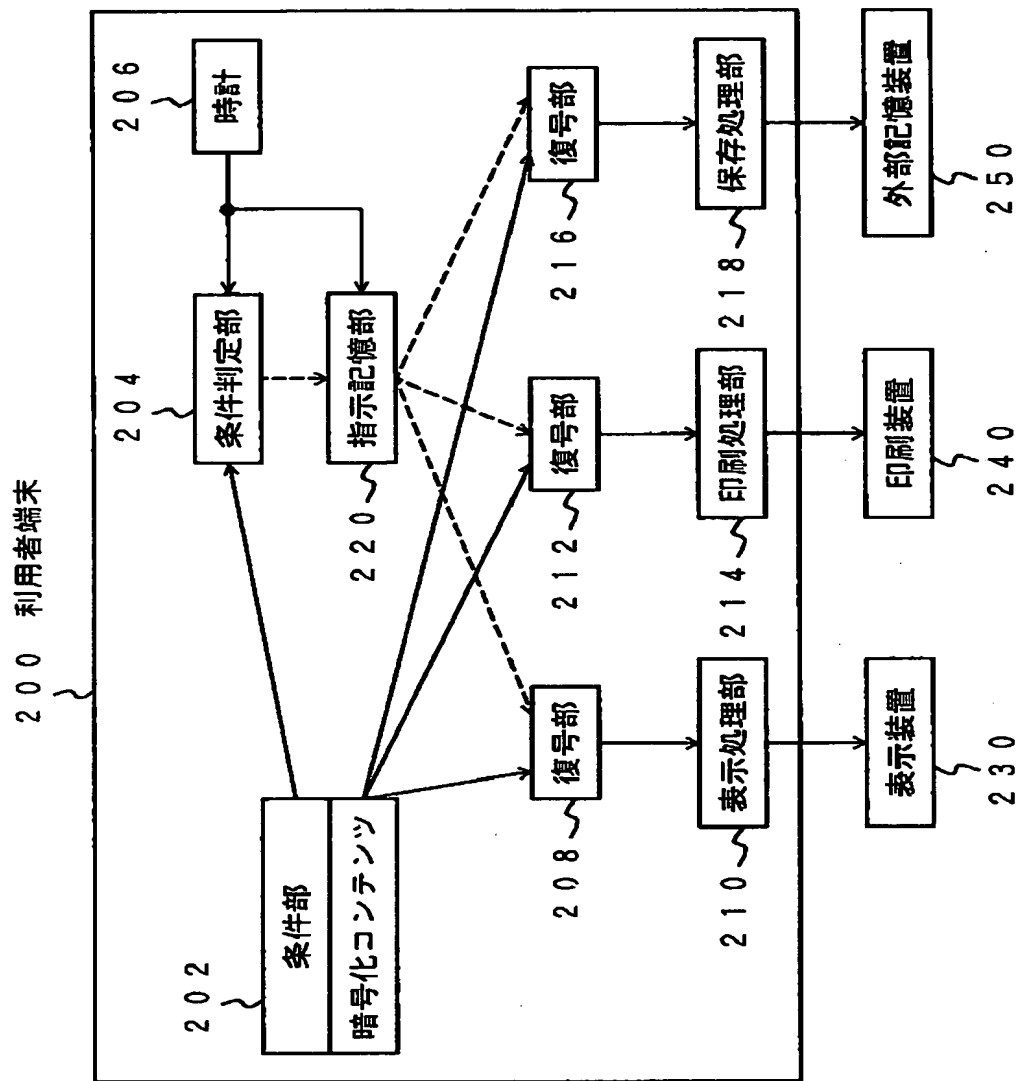 200 利用者端末
202
条件部
暗号化コンテンツ
204
条件判定部
206
時計
指示記憶部
220
復号部
208
復号部
212
復号部
216
表示処理部
210
印刷処理部
214
保存処理部
218
表示装置
230
印刷装置
240
外部記憶装置
250